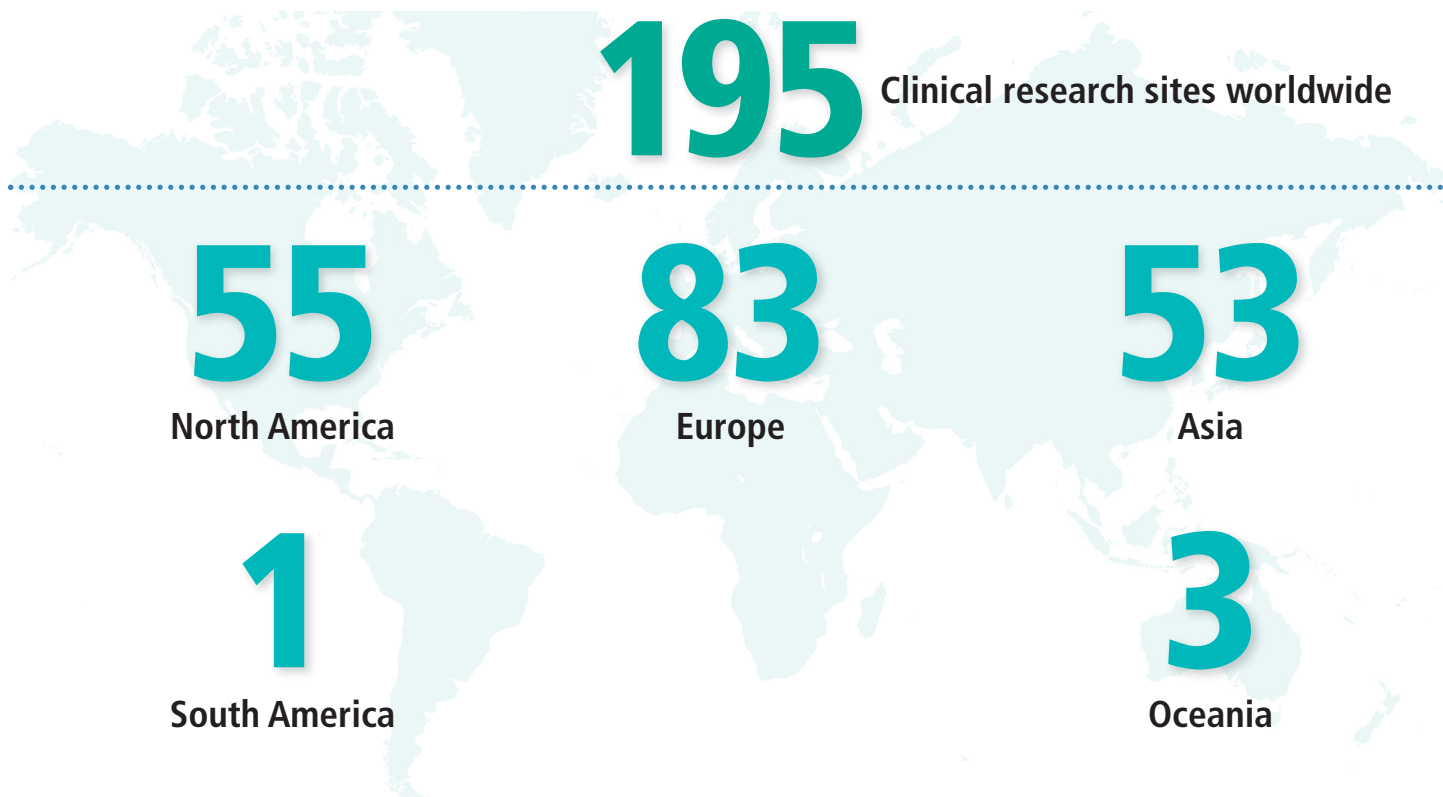 195 Clinical research sites worldwide
55
North America
83
Europe
53
Asia
1
South America
3
Oceania